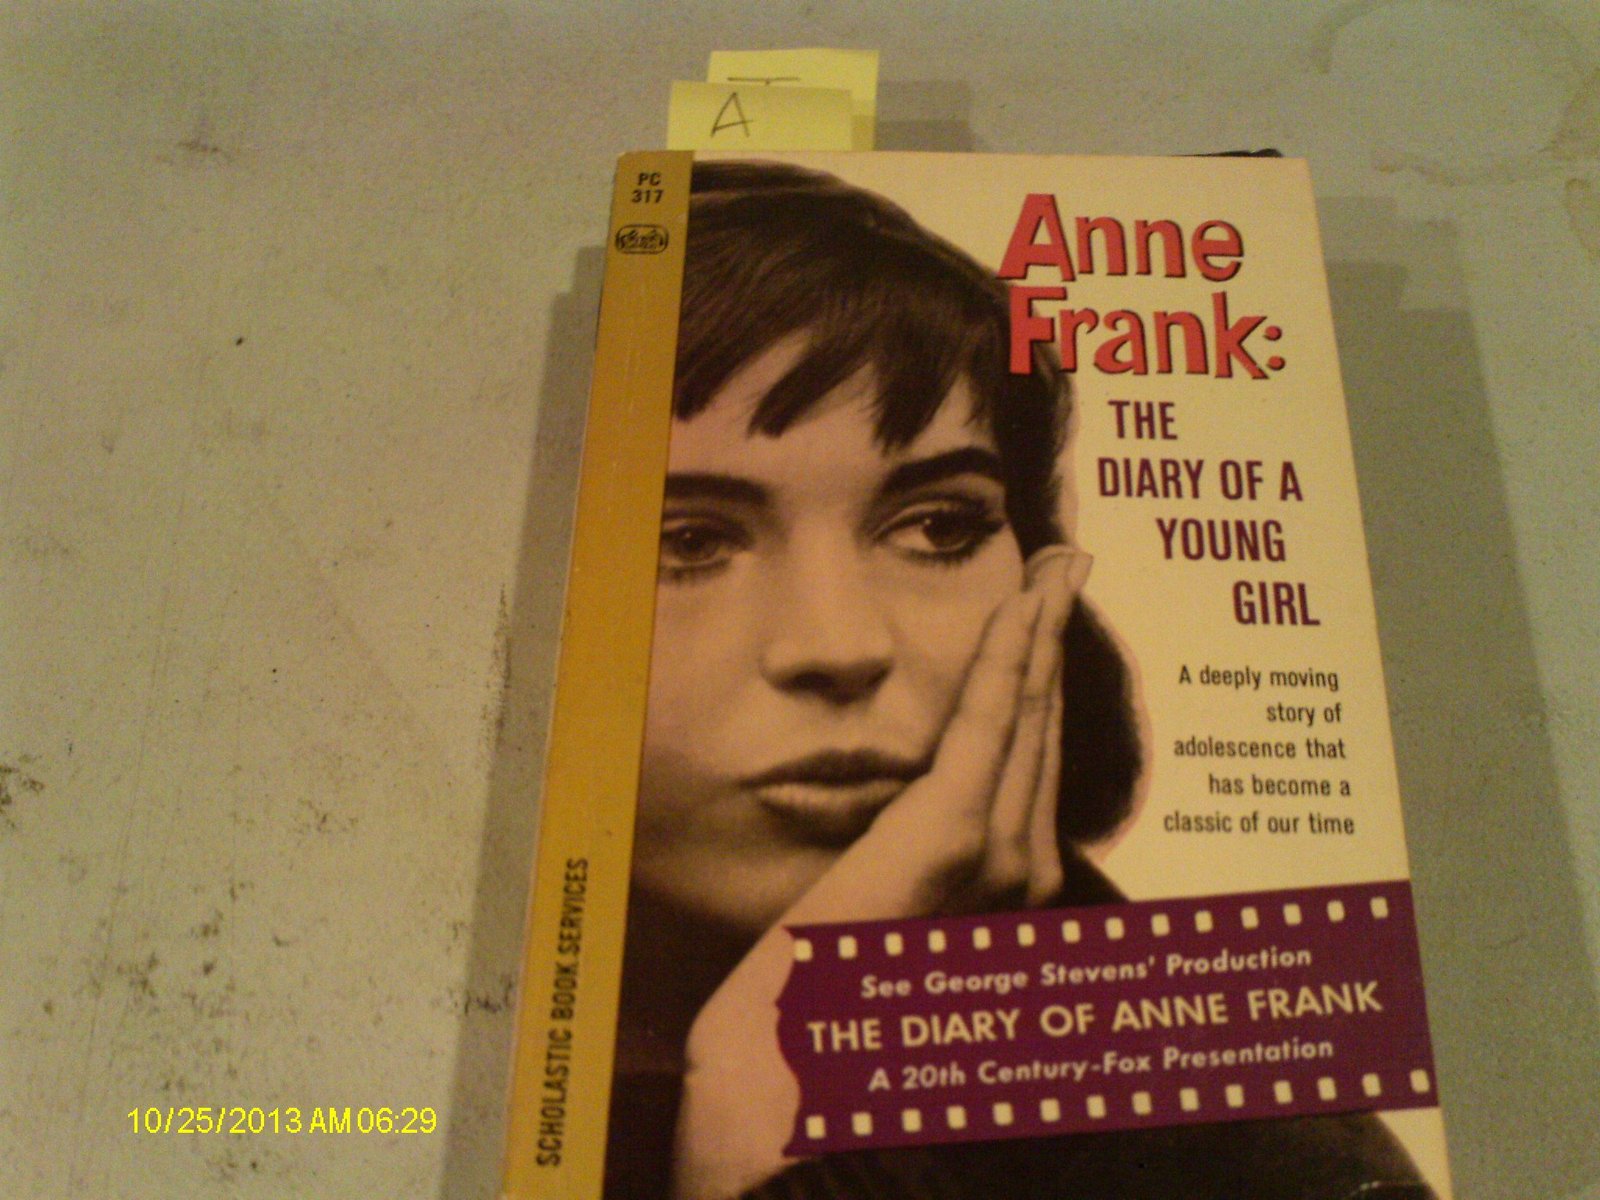 A
PC
317
Anne
Frank:
THE
DIARY OF A
YOUNG
GIRL
A deeply moving
story of
adolescence that
has become a
classic of our time
See George Stevens' Production
THE DIARY OF ANNE FRANK
A 20th Century-Fox Presentation
SCHOLASTIC BOOK SERVICES
10/25/2013 AM 06:29